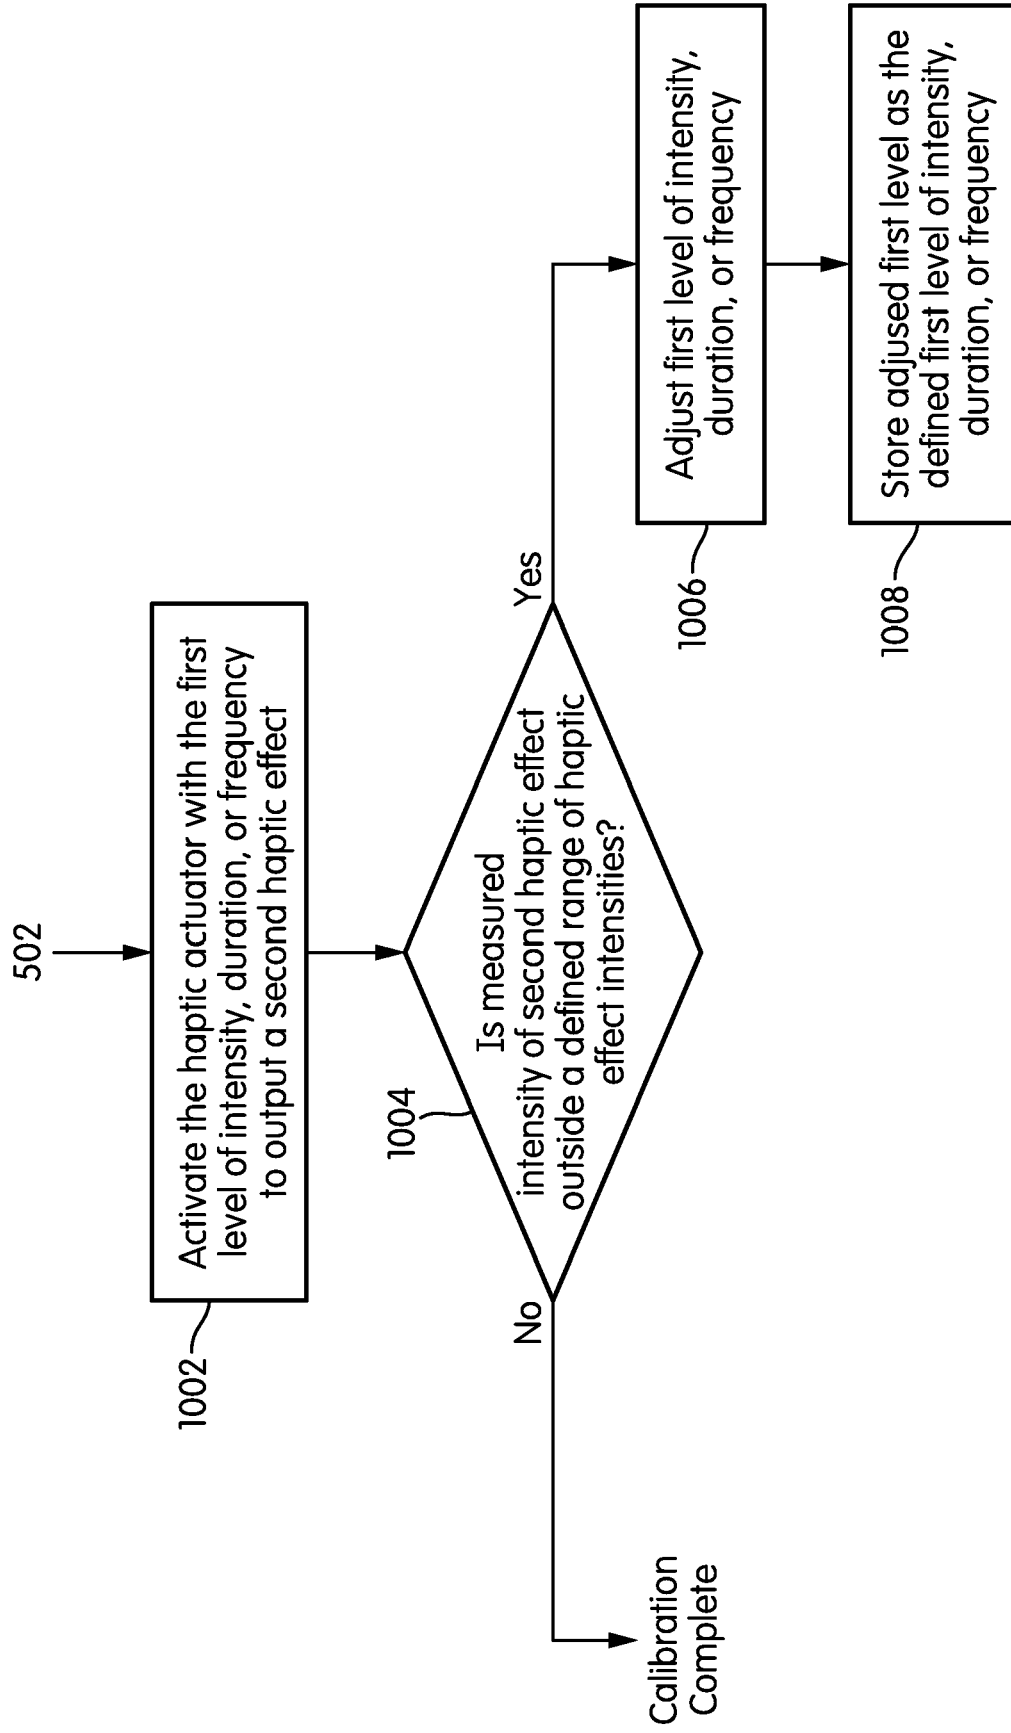 502
Activate the haptic actuator with the first
level of intensity, duration, or frequency
to output a second haptic effect
1002
1004
Is measured
intensity of second haptic effect
outside a defined range of haptic
effect intensities?
No
Yes
Calibration
Complete
Adjust first level of intensity,
duration, or frequency
1006
Store adjused first level as the
defined first level of intensity,
duration, or frequency
1008